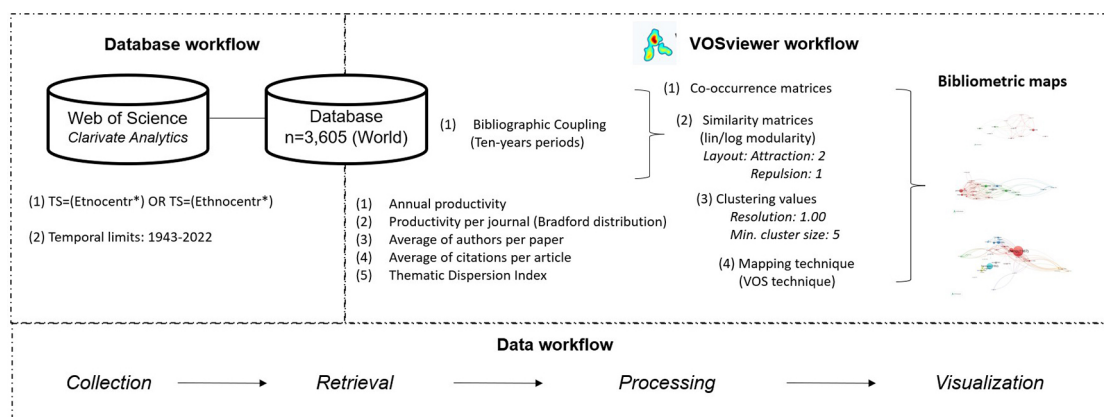 Database workflow
VOSviewer workflow
Web of Science
Clarivate Analytics
Database
n=3,605 (World)
(1) TS=(Etnocentr*) OR TS=(Ethnocentr*)
(2) Temporal limits: 1943-2022
(1) Bibliographic Coupling
(Ten-years periods)
(1) Annual productivity
(2) Productivity per journal (Bradford distribution)
(3) Average of authors per paper
(4) Average of citations per article
(5) Thematic Dispersion Index
(1) Co-occurrence matrices
(2) Similarity matrices
(lin/log modularity)
Layout: Attraction: 2
Repulsion: 1
(3) Clustering values
Resolution: 1.00
Min. cluster size: 5
(4) Mapping technique
(VOS technique)
Bibliometric maps
Data workflow
Collection
Retrieval
Processing
Visualization